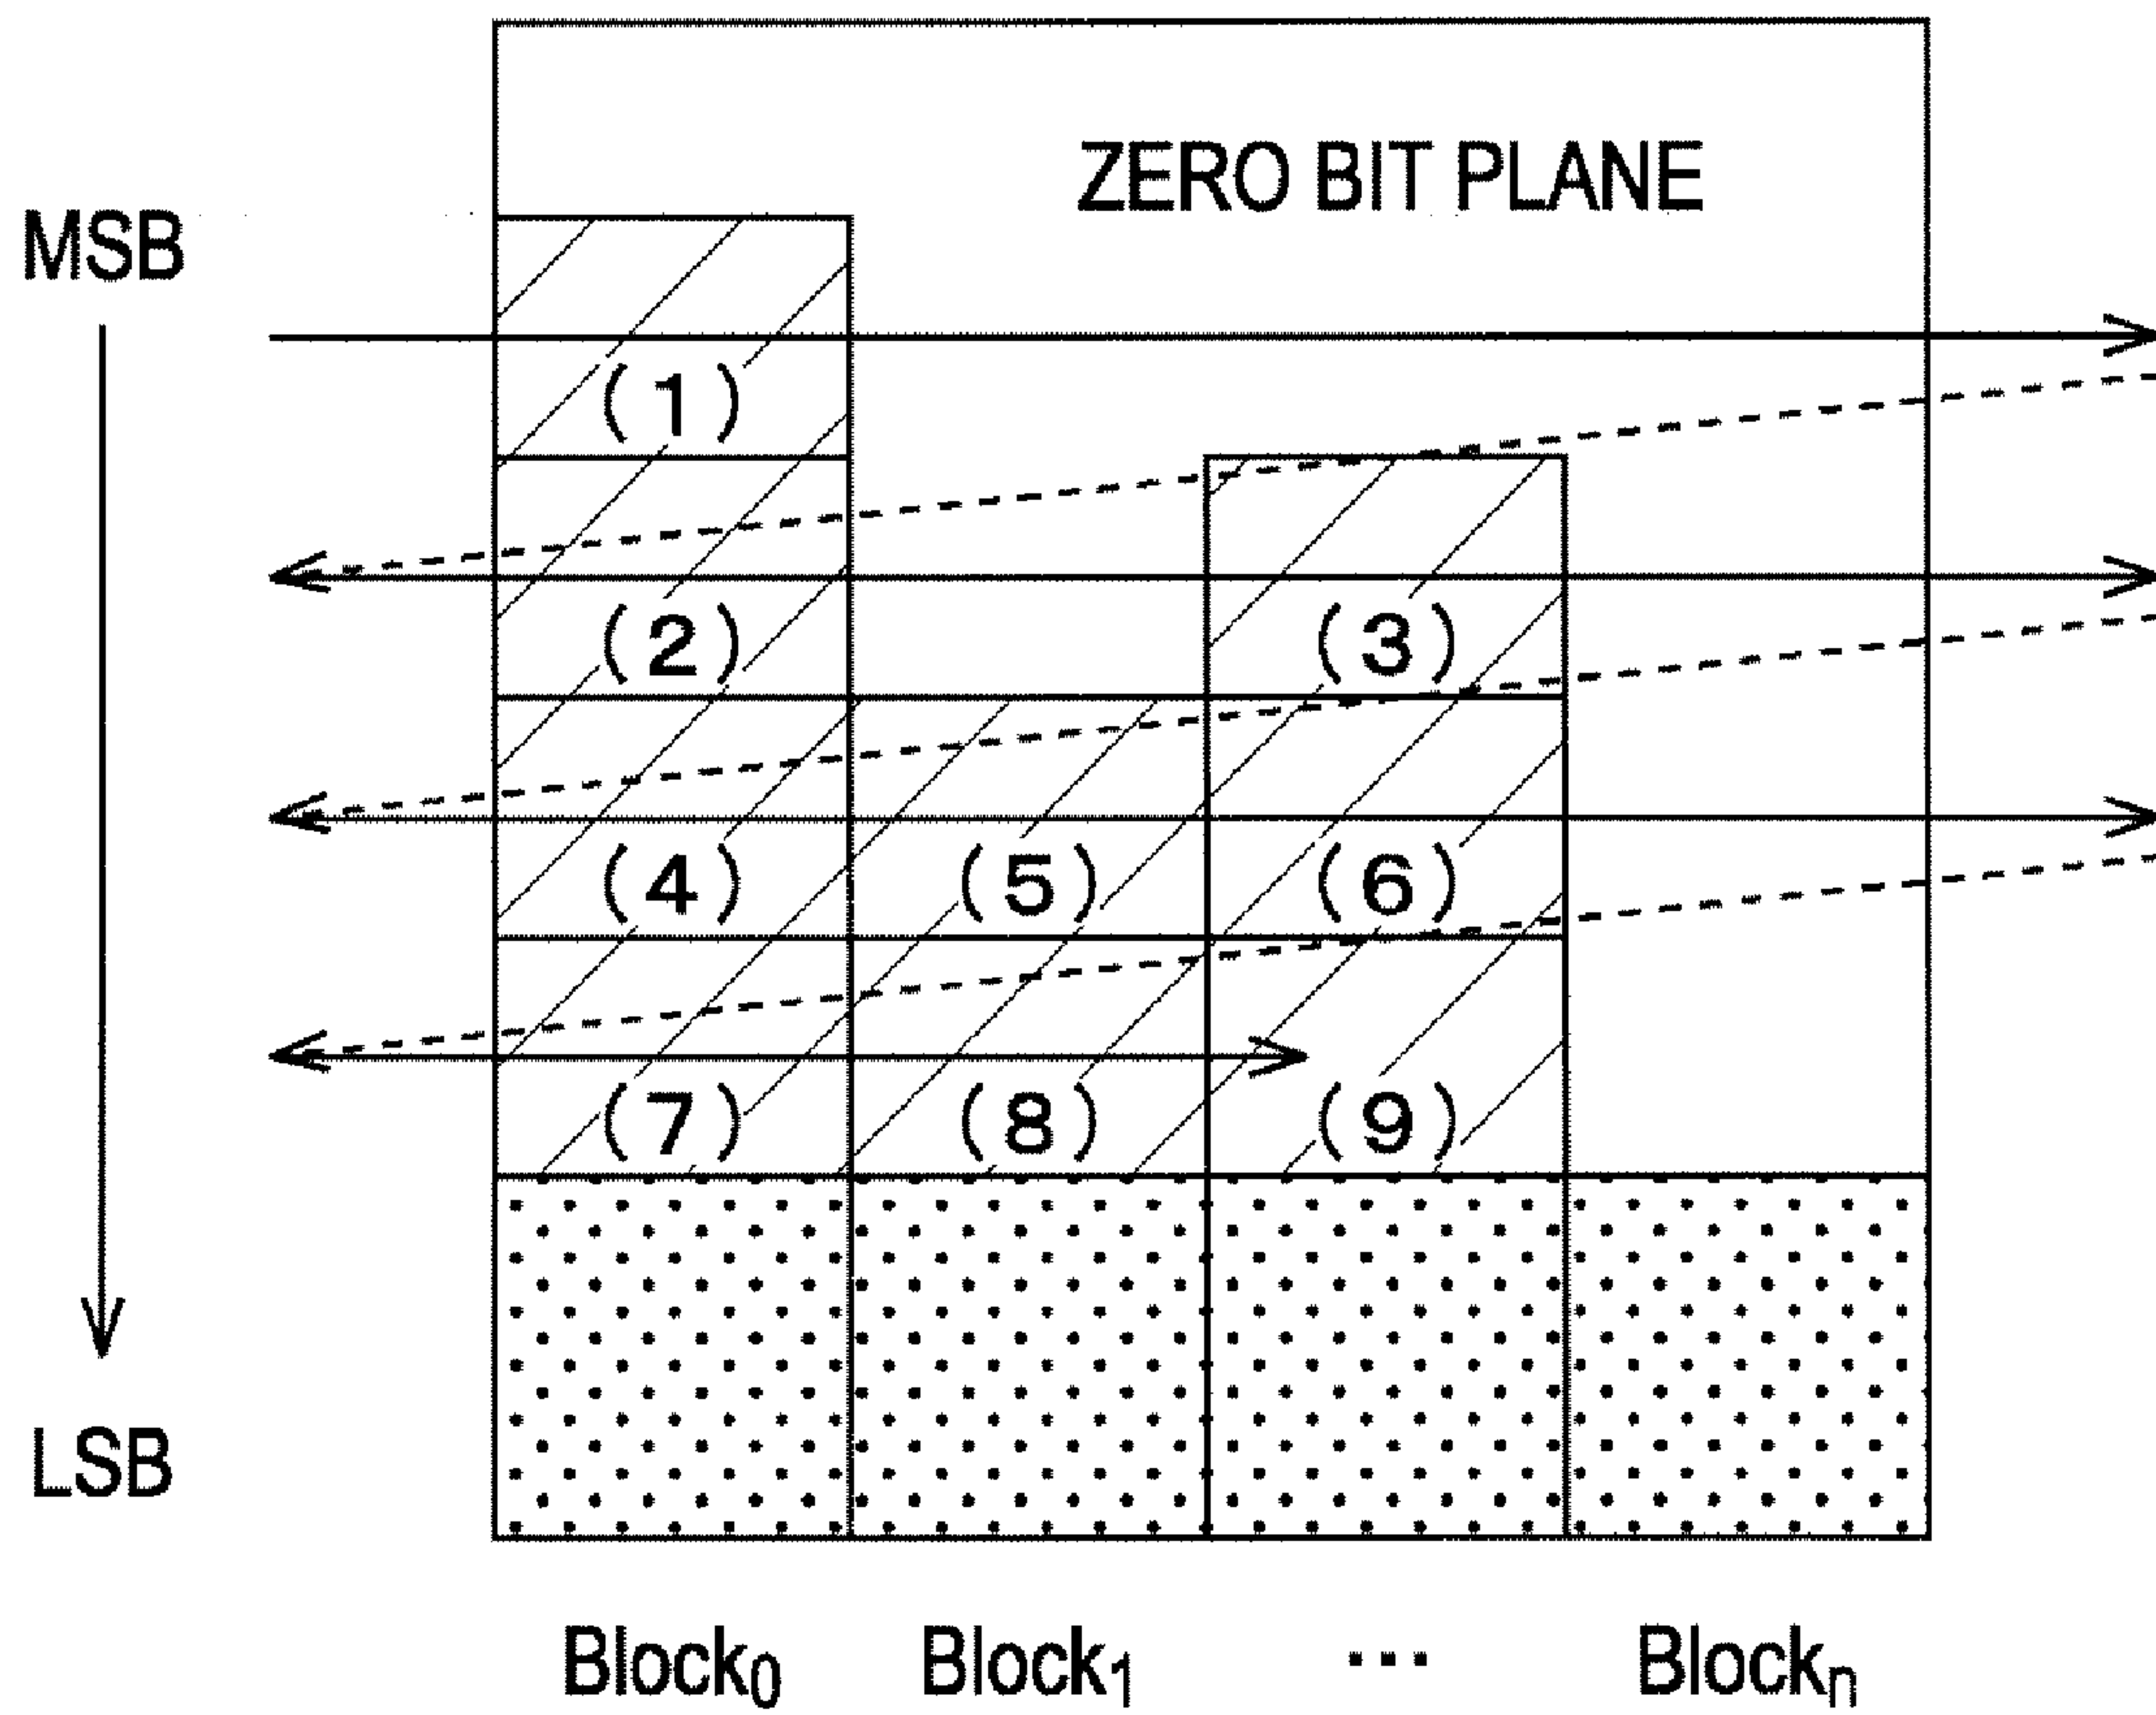 ZERO BIT PLANE
MSB
(1)
(2) (3)
(4) (5) (6)
(7) (8) (9)
LSB
Block₀ Block₁ ... Blockₙ